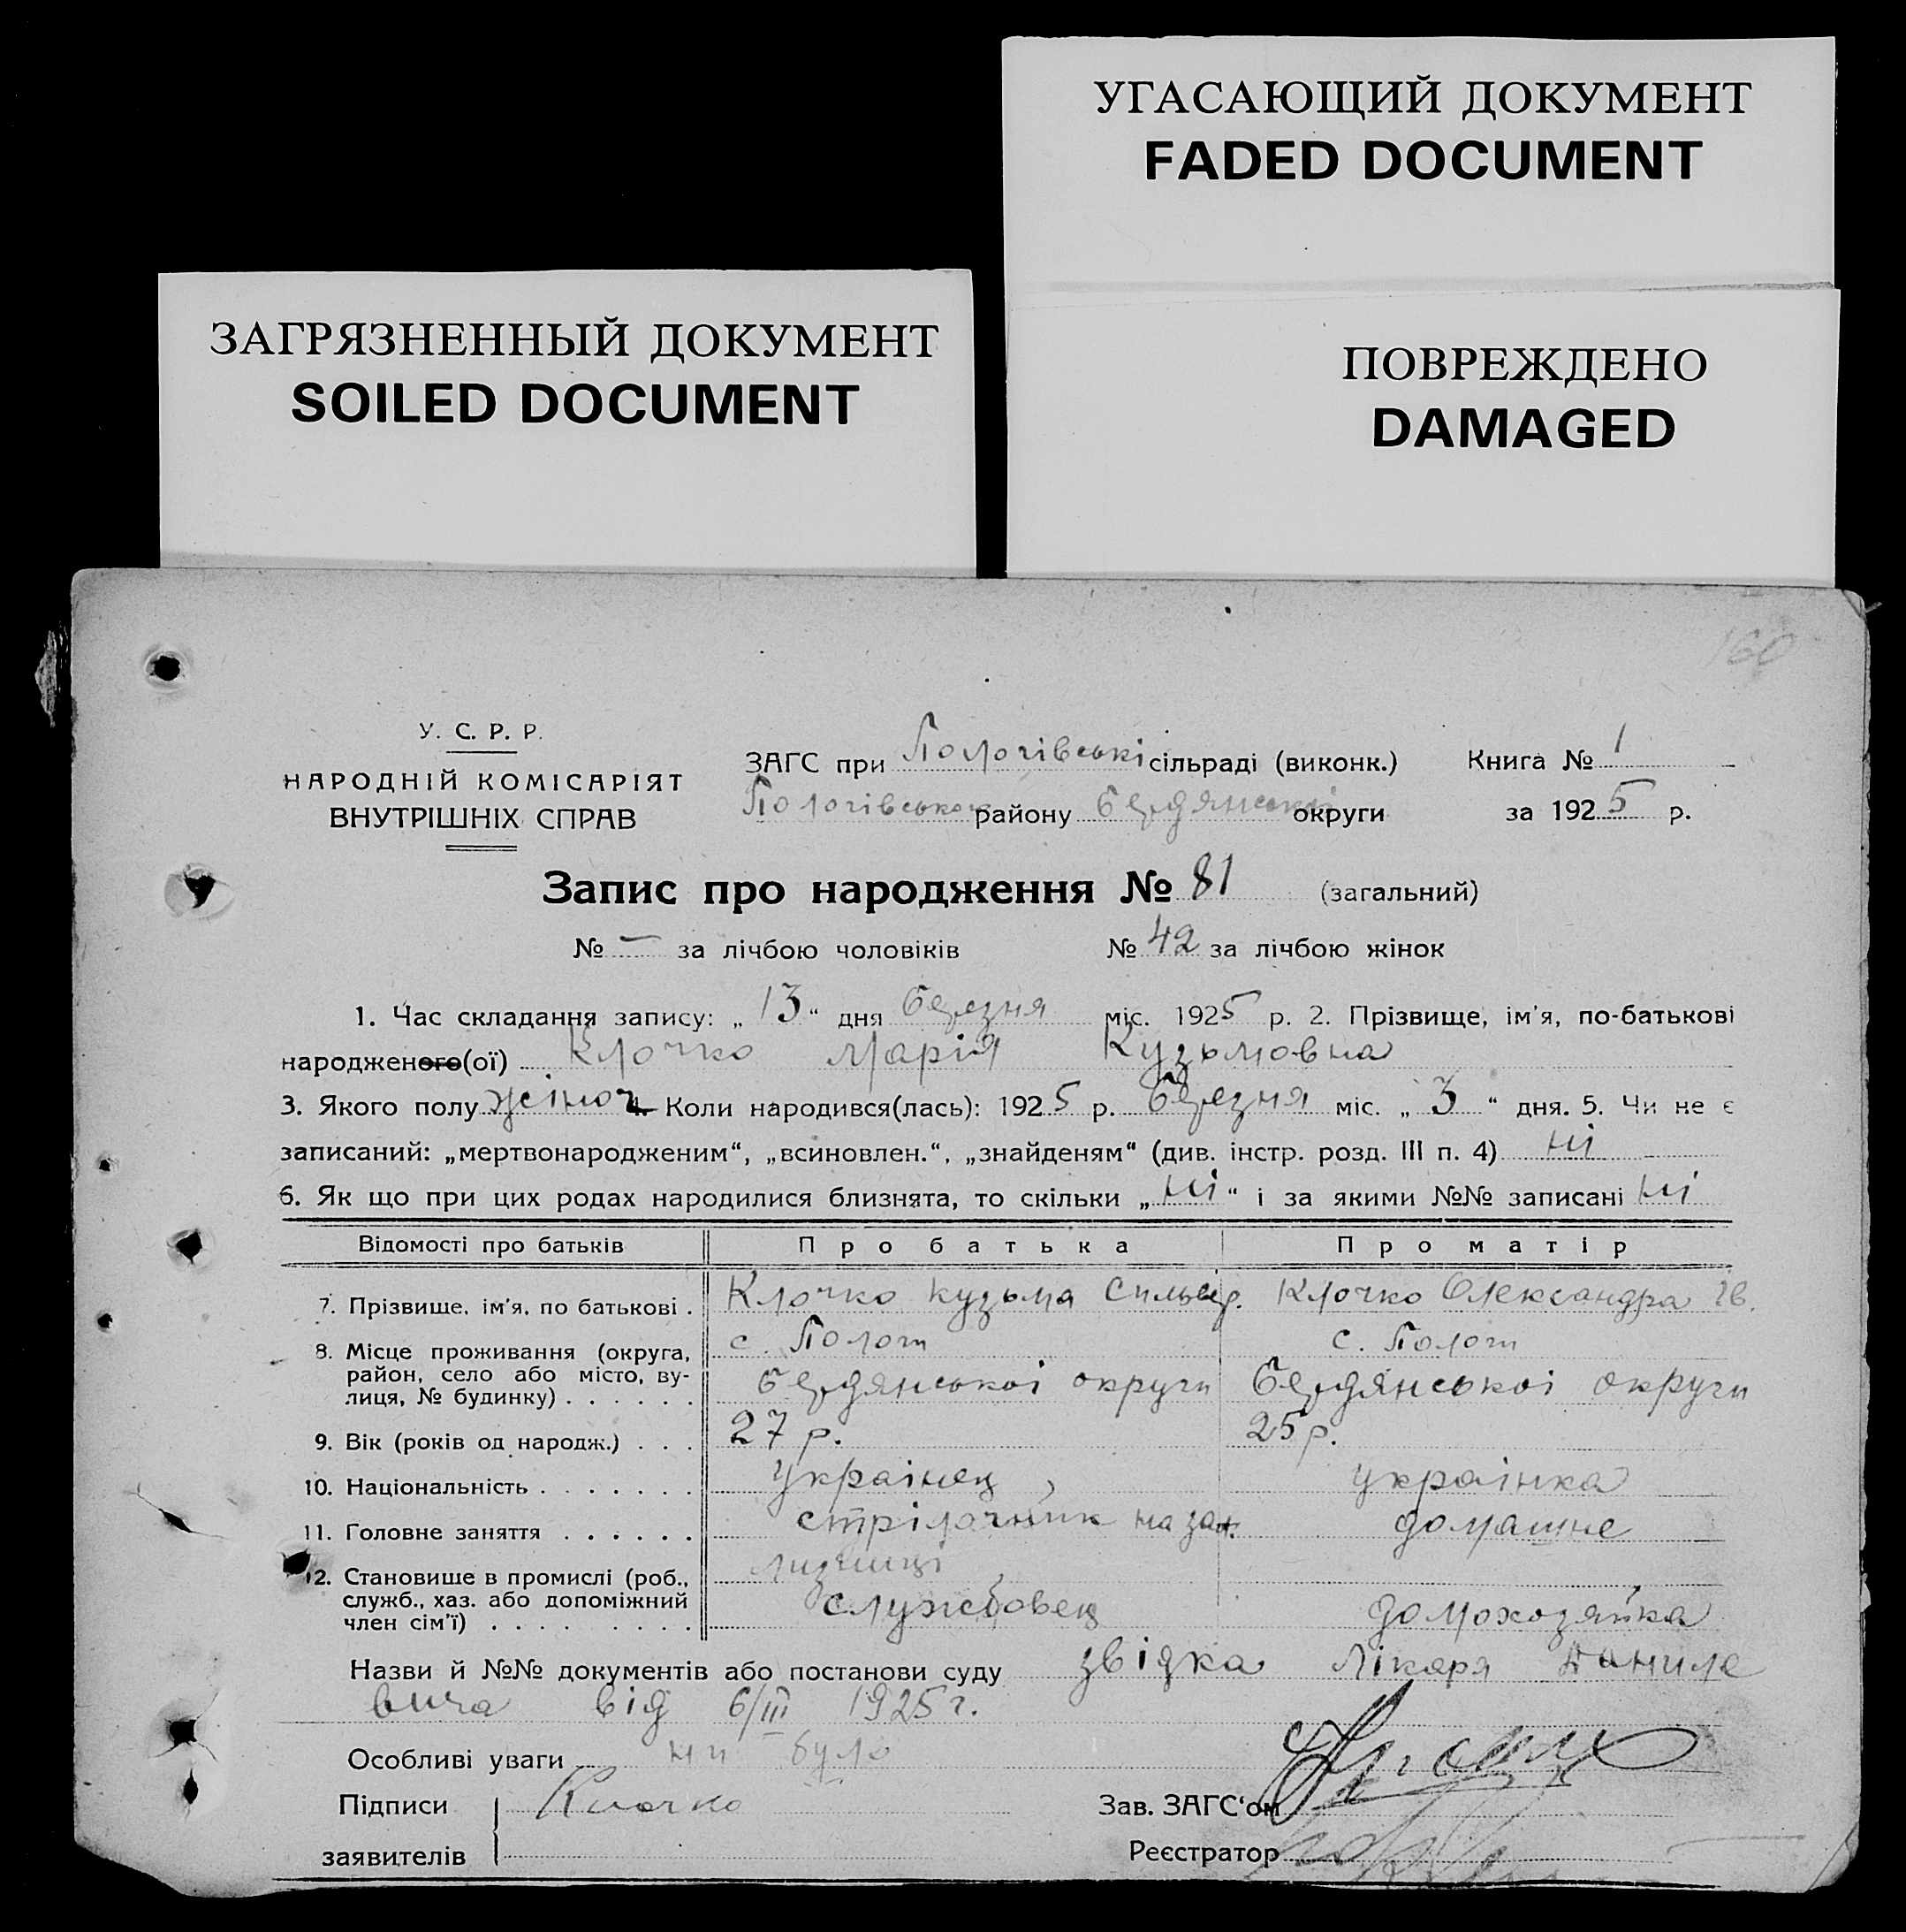 УГАСАЮЩИЙ ДОКУМЕНТ
FADED DOCUMENT
ЗАГРЯЗНЕННЫЙ ДОКУМЕНТ
SOILED DOCUMENT
ПОВРЕЖДЕНО
DAMAGED
160
У. С. Р. Р.
НАРОДНІЙ КОМІСАРІЯТ
ВНУТРІШНІХ СПРАВ
ЗАГС при Пологівські сільраді (виконк.) Книга № 1
Пологівської району Бердянської округи за 1925 р.
Запис про народження № 81 (загальний)
№ — за лічбою чоловіків № 42 за лічбою жінок
1. Час складання запису: „13“ дня березня міс. 1925 р. 2. Прізвище, ім'я, по-батькові
народженого(ої) Клочко Марія Кузьмовна
3. Якого полу жіноч. 4. Коли народився(лась): 1925 р. березня міс. „3“ дня. 5. Чи не є
записаний: „мертвонародженим“, „всиновлен.“, „знайденям“ (див. інстр. розд. III п. 4) ні
6. Як що при цих родах народилися близнята, то скільки „ні“ і за якими №№ записані ні
Відомості про батьків Про батька Про матір
7. Прізвище, ім'я, по батькові . Клочко Кузьма Сильвер. Клочко Олександра Ів.
8. Місце проживання (округа, с. Пологи с. Пологи
район, село або місто, ву-
лиця, № будинку) . . . . . . Бердянської округи Бердянської округи
9. Вік (років од народж.) . . . 27 р. 25 р.
10. Національність . . . . . . . українец, українка
11. Головне заняття . . . . . . стрілочник на зал. домашнє
лизниці
12. Становище в промислі (роб.,
служб., хаз. або допоміжний службовец домохозяйка
член сім'ї) . . . . . . . .
Назви й №№ документів або постанови суду звідка лікаря Даниле
вича від 6/III 1925 г.
Особливі уваги ни було
Підписи Клочко Зав. ЗАГС‘ом
заявителів Реєстратор